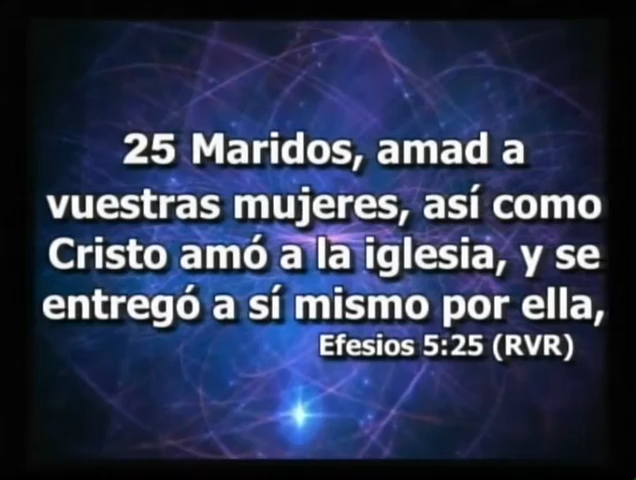 25 Maridos, amad a
vuestras mujeres, así como
Cristo amó a la iglesia, y se
entregó a sí mismo por ella,
Efesios 5:25 (RVR)